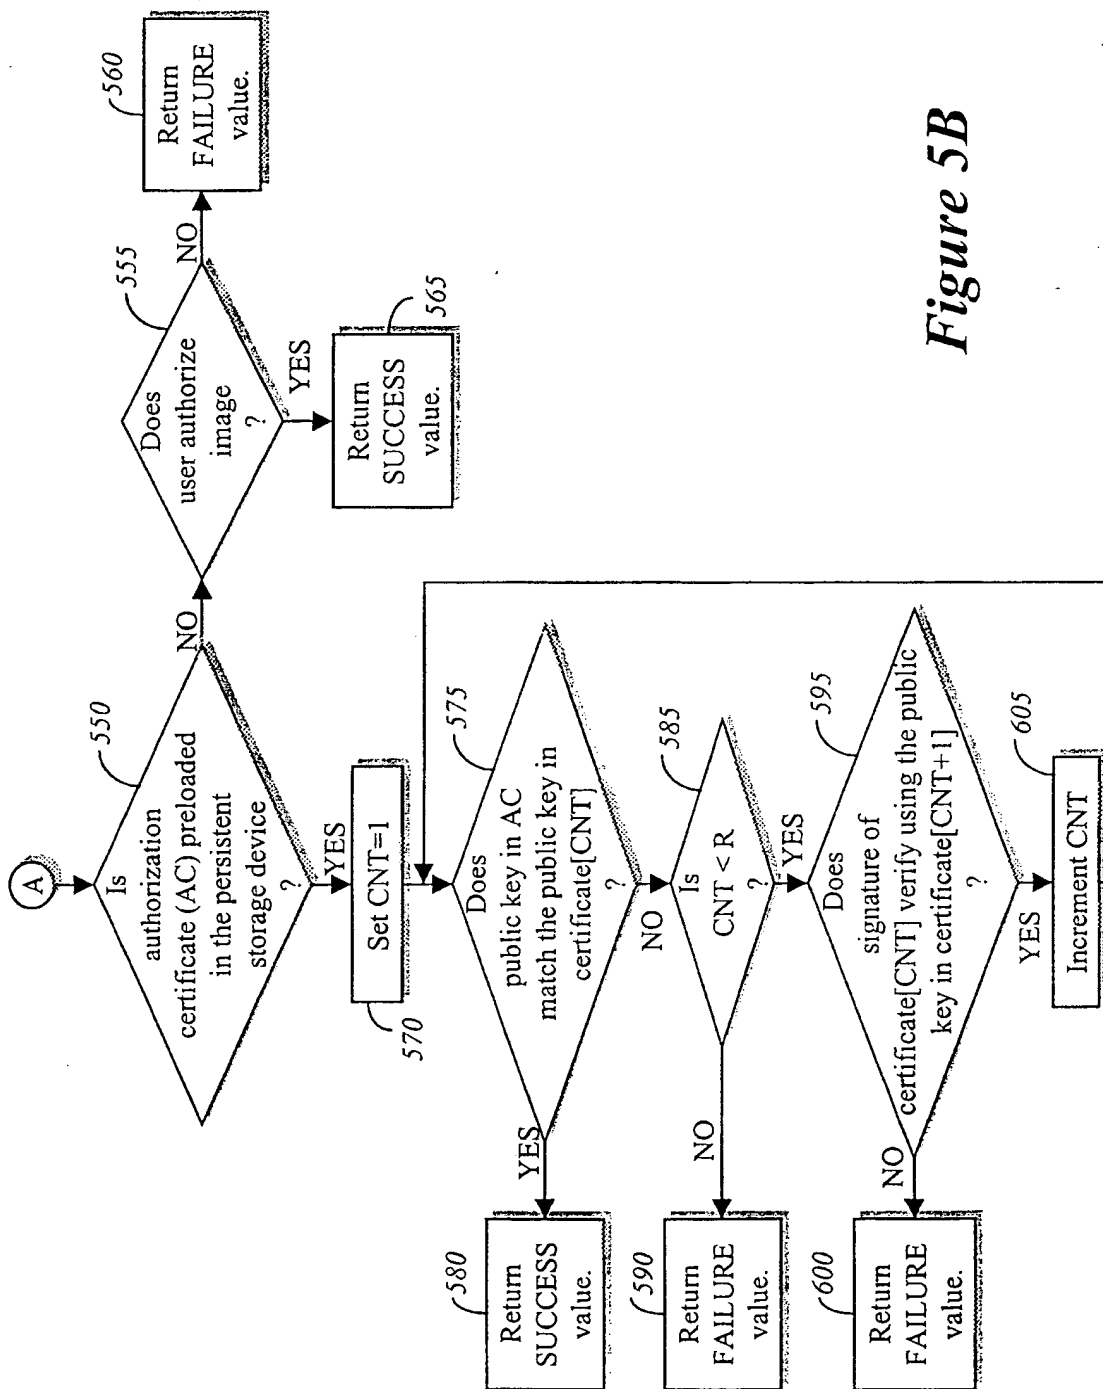 A
550
Is
authorization
certificate (AC) preloaded
in the persistent
storage device
?
NO
555
Does
user authorize
image
?
NO
560
Return
FAILURE
value.
YES
565
Return
SUCCESS
value.
YES
Set CNT=1
570
575
Does
public key in AC
match the public key in
certificate[CNT]
?
YES
580
Return
SUCCESS
value.
NO
585
Is
CNT < R
?
NO
590
Return
FAILURE
value.
YES
595
Does
signature of
certificate[CNT] verify using the public
key in certificate[CNT+1]
?
NO
600
Return
FAILURE
value.
YES
605
Increment CNT
Figure 5B